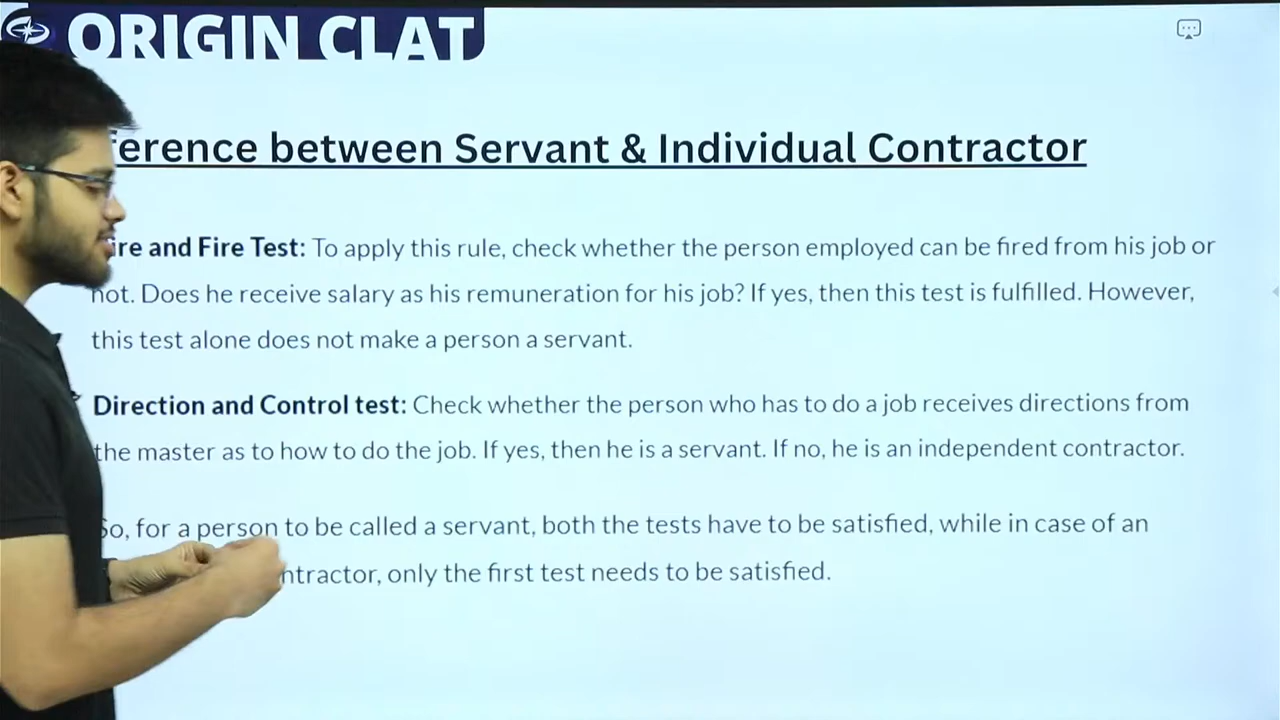 ORIGIN CLAT
ference between Servant & Individual Contractor
ire and Fire Test: To apply this rule, check whether the person employed can be fired from his job or
not. Does he receive salary as his remuneration for his job? If yes, then this test is fulfilled. However,
this test alone does not make a person a servant.
Direction and Control test: Check whether the person who has to do a job receives directions from
the master as to how to do the job. If yes, then he is a servant. If no, he is an independent contractor.
So, for a person to be called a servant, both the tests have to be satisfied, while in case of an
ntractor, only the first test needs to be satisfied.